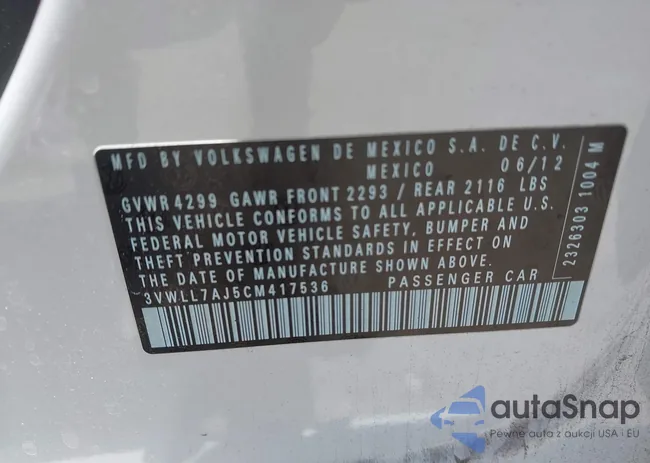 MFD BY VOLKSWAGEN DE MEXICO S.A. DE C.V.
MEXICO 06/12
GVWR 4299 GAWR FRONT 2293 / REAR 2116 LBS
THIS VEHICLE CONFORMS TO ALL APPLICABLE U.S.
FEDERAL MOTOR VEHICLE SAFETY, BUMPER AND
THEFT PREVENTION STANDARDS IN EFFECT ON
THE DATE OF MANUFACTURE SHOWN ABOVE.
3VWLL7AJ5CM417536 PASSENGER CAR
2326303 1004 M
autoSnap
Pewne auta z aukcji USA i EU